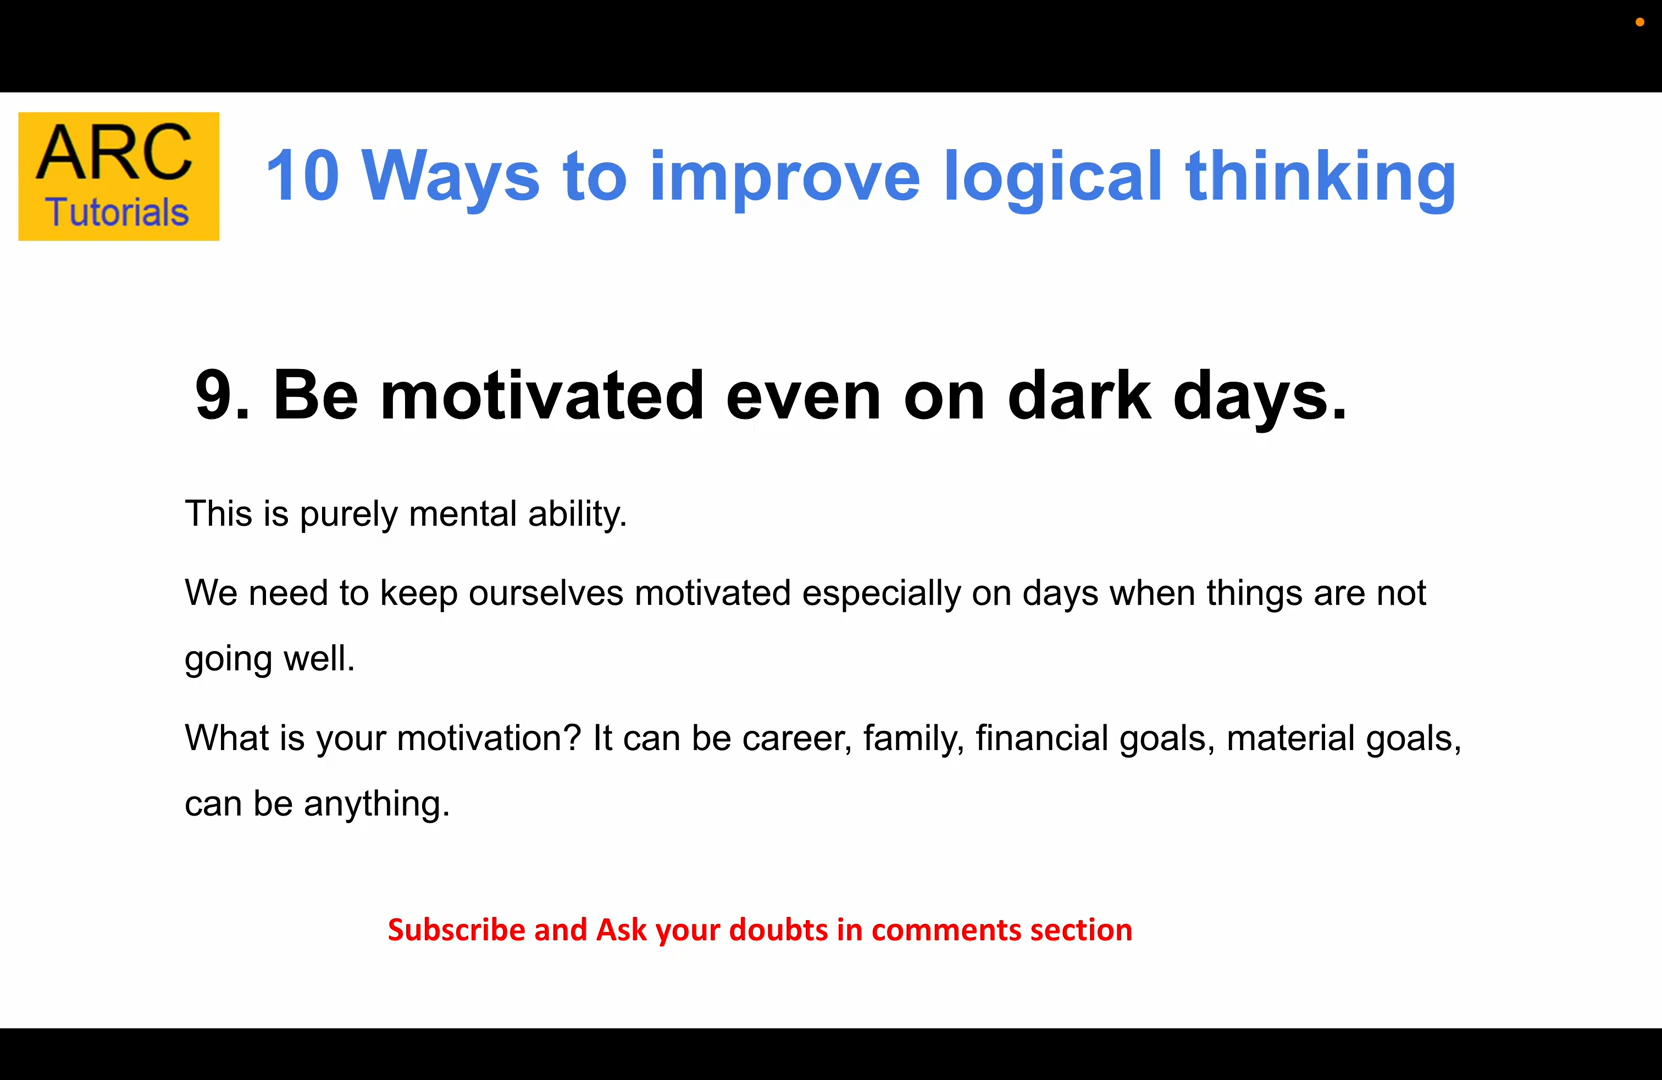 ARC
Tutorials
10 Ways to improve logical thinking
9. Be motivated even on dark days.
This is purely mental ability.
We need to keep ourselves motivated especially on days when things are not
going well.
What is your motivation? It can be career, family, financial goals, material goals,
can be anything.
Subscribe and Ask your doubts in comments section